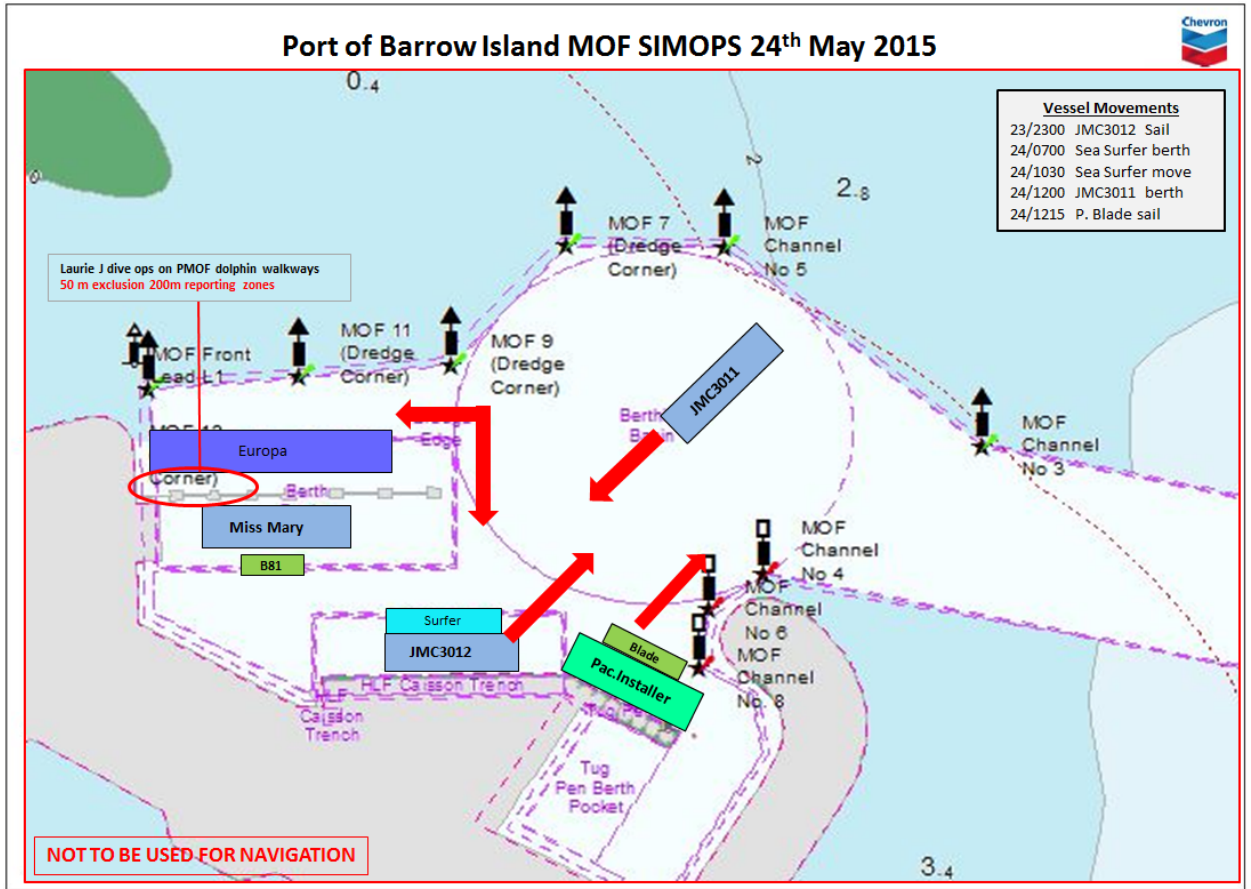 Port of Barrow Island MOF SIMOPS 24th May 2015
Chevron
0.4
Vessel Movements
23/2300 JMC3012 Sail
24/0700 Sea Surfer berth
24/1030 Sea Surfer move
24/1200 JMC3011 berth
24/1215 P. Blade sail
2
2.8
0
MOF 7
(Dredge
Corner)
MOF
Channel
No 5
Laurie J dive ops on PMOF dolphin walkways
50 m exclusion 200m reporting zones
MOF Front
Lead L1
MOF 11
(Dredge
Corner)
MOF 9
(Dredge
Corner)
JMC3011
Berth
Basin
MOF
Channel
No 3
Edge
Europa
Corner)
Berth
Miss Mary
B81
MOF
Channel
No 4
MOF
Channel
No 6
MOF
Channel
No. 8
Surfer
JMC3012
Blade
Pac.Installer
HLF Caisson Trench
HLF
Caisson
Trench
Tug
Tug
Pen Berth
Pocket
NOT TO BE USED FOR NAVIGATION
3.4